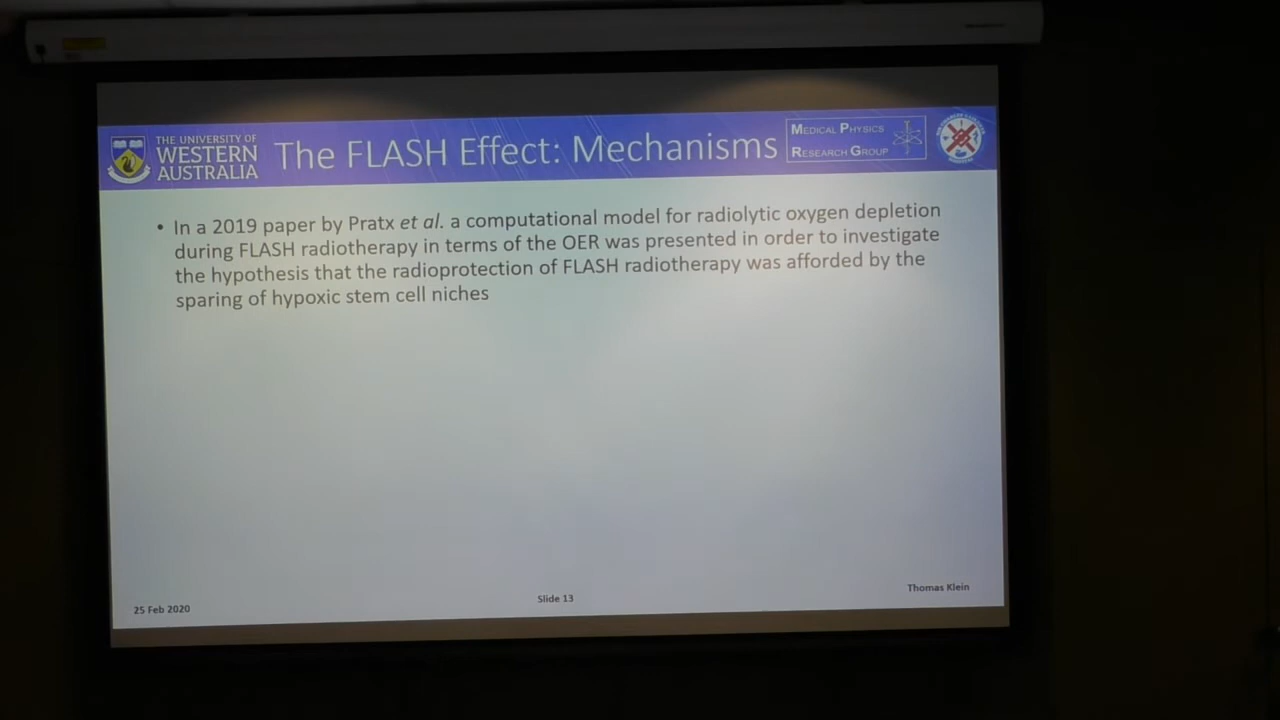 THE UNIVERSITY OF
WESTERN
AUSTRALIA
The FLASH Effect: Mechanisms
MEDICAL PHYSICS
RESEARCH GROUP
• In a 2019 paper by Pratx et al. a computational model for radiolytic oxygen depletion
during FLASH radiotherapy in terms of the OER was presented in order to investigate
the hypothesis that the radioprotection of FLASH radiotherapy was afforded by the
sparing of hypoxic stem cell niches
25 Feb 2020
Slide 13
Thomas Klein